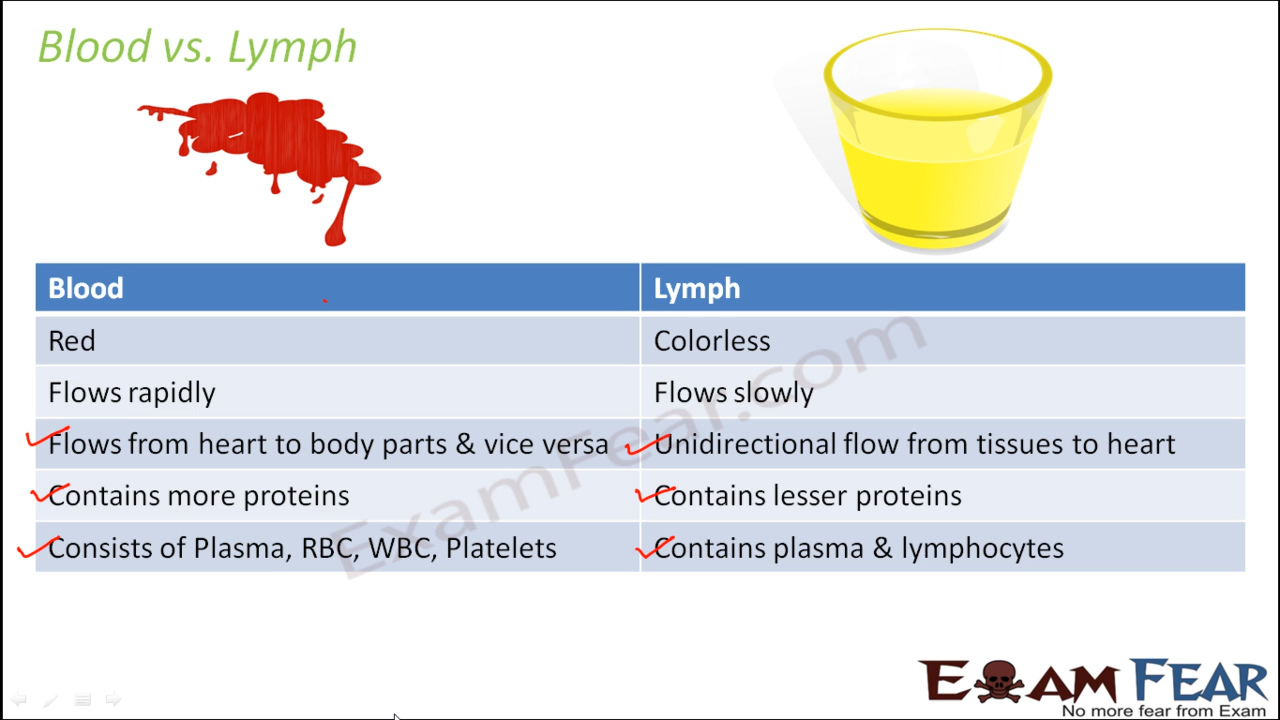 Blood vs. Lymph
Blood
Lymph
Red
Colorless
Flows rapidly
Flows slowly
Flows from heart to body parts & vice versa
Unidirectional flow from tissues to heart
Contains more proteins
Contains lesser proteins
Consists of Plasma, RBC, WBC, Platelets
Contains plasma & lymphocytes
ExamFear.com
EXAM FEAR
No more fear from Exam